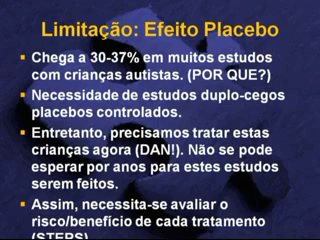 Limitação: Efeito Placebo
Chega a 30-37% em muitos estudos
com crianças autistas. (POR QUE?)
Necessidade de estudos duplo-cegos
placebos controlados.
Entretanto, precisamos tratar estas
crianças agora (DAN!). Não se pode
esperar por anos para estes estudos
serem feitos.
Assim, necessita-se avaliar o
risco/benefício de cada tratamento
(STEPS)